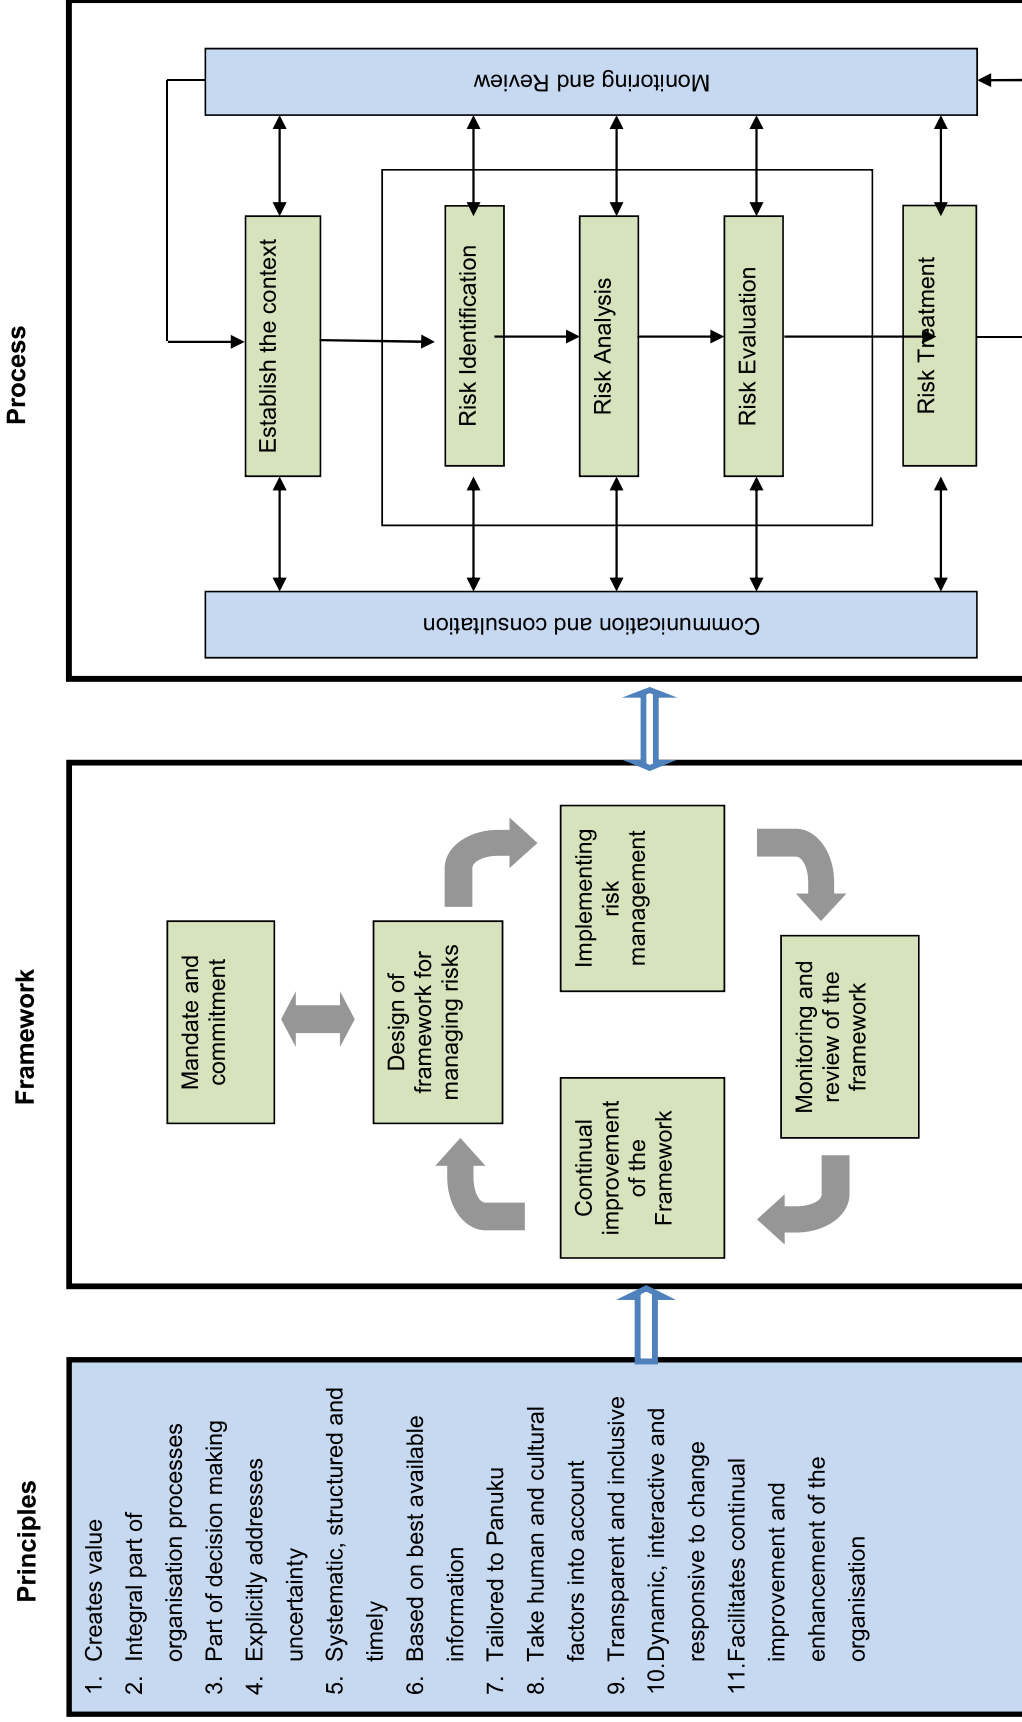 Principles
1. Creates value
2. Integral part of
organisation processes
3. Part of decision making
4. Explicitly addresses
uncertainty
5. Systematic, structured and
timely
6. Based on best available
information
7. Tailored to Panuku
8. Take human and cultural
factors into account
9. Transparent and inclusive
10.Dynamic, interactive and
responsive to change
11.Facilitates continual
improvement and
enhancement of the
organisation
Framework
Mandate and
commitment
Design of
framework for
managing risks
Continual
improvement
of the
Framework
Implementing
risk
management
Monitoring and
review of the
framework
Process
Communication and consultation
Establish the context
Risk Identification
Risk Analysis
Risk Evaluation
Risk Treatment
Monitoring and Review